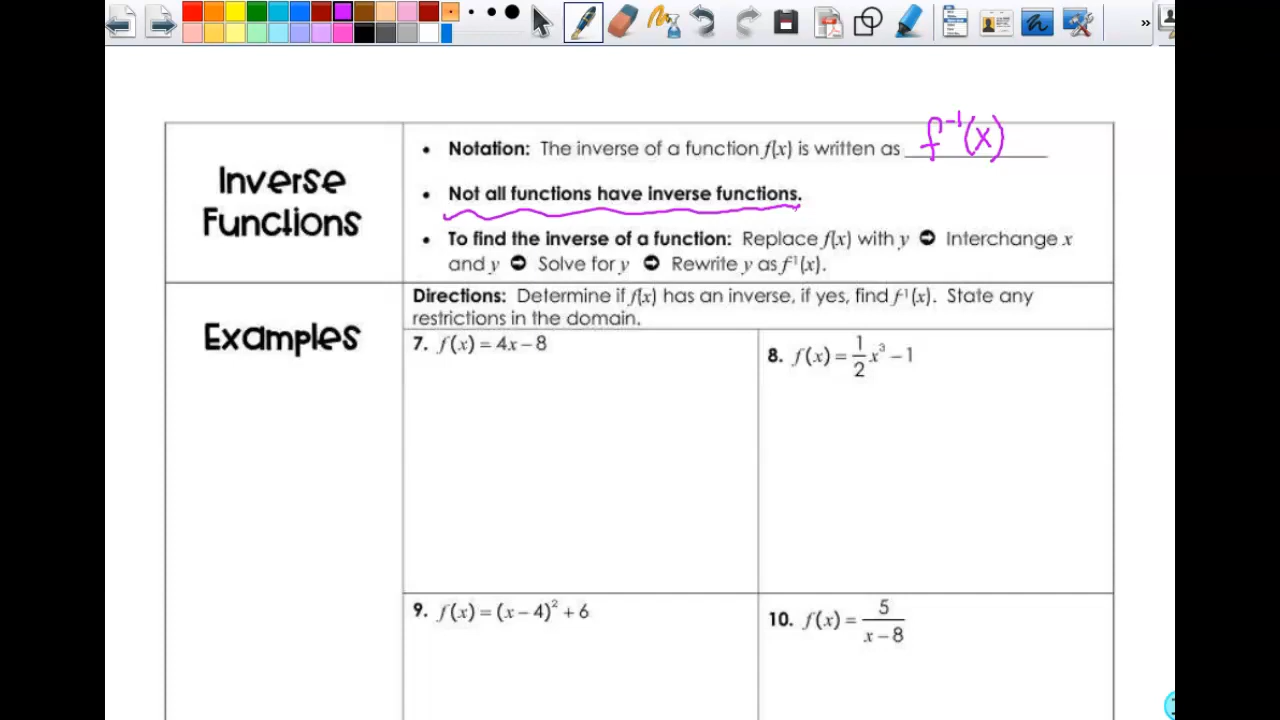 Inverse
Functions
• Notation: The inverse of a function f(x) is written as f⁻¹(x)
• Not all functions have inverse functions.
• To find the inverse of a function: Replace f(x) with y ➲ Interchange x
and y ➲ Solve for y ➲ Rewrite y as f⁻¹(x).
Examples
Directions: Determine if f(x) has an inverse, if yes, find f⁻¹(x). State any
restrictions in the domain.
7. f(x) = 4x – 8
8. f(x) = 1/2 x³ – 1
9. f(x) = (x – 4)² + 6
10. f(x) = 5/(x – 8)